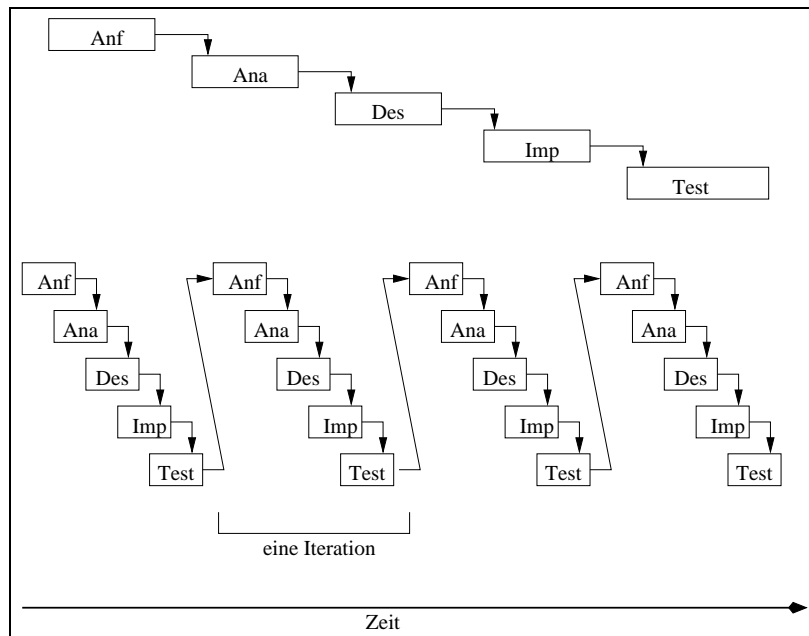 Anf
Ana
Des
Imp
Test
Anf Anf Anf Anf
Ana Ana Ana Ana
Des Des Des Des
Imp Imp Imp Imp
Test Test Test Test
eine Iteration
Zeit